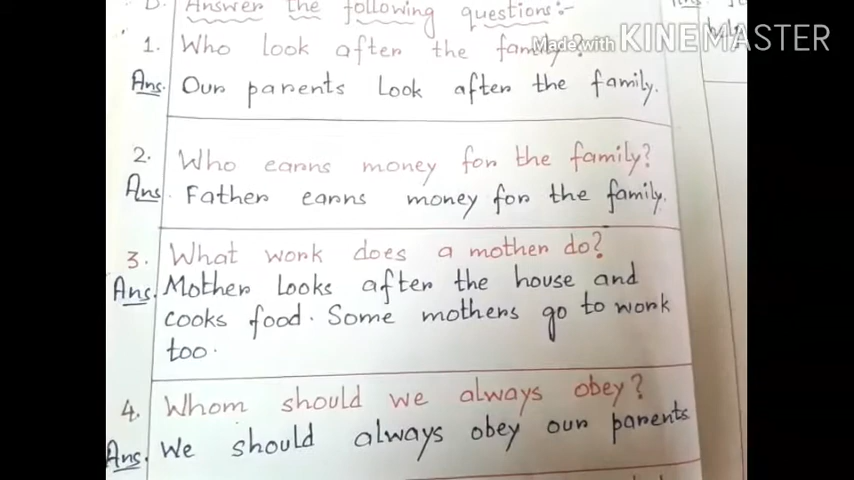 D. Answer the following questions:-
1. Who look after the family?
Made with KINEMASTER
Ans. Our parents Look after the family.
2. Who earns money for the family?
Ans. Father earns money for the family.
3. What work does a mother do?
Ans. Mother Looks after the house and
cooks food. Some mothers go to work
too.
4. Whom should we always obey?
Ans. We should always obey our parents